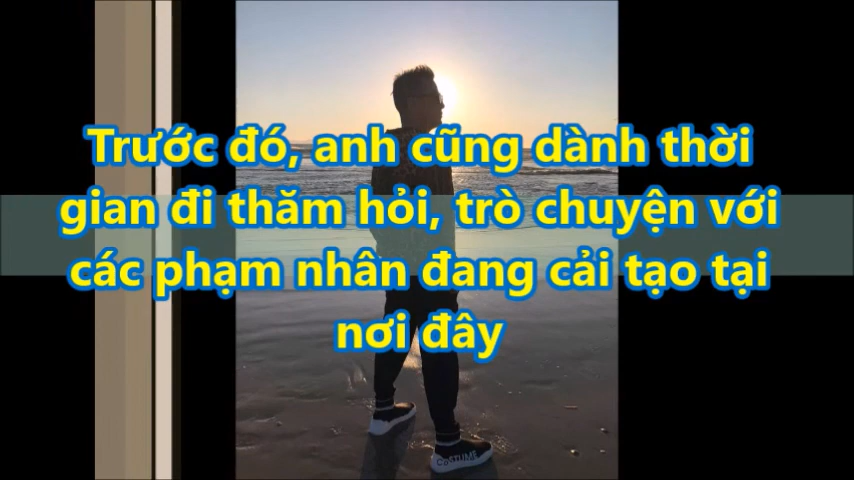 Trước đó, anh cũng dành thời
gian đi thăm hỏi, trò chuyện với
các phạm nhân đang cải tạo tại
nơi đây
COSTUME